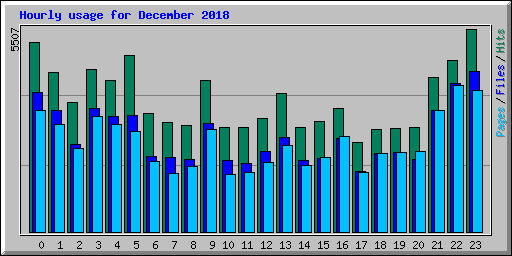 Hourly usage for December 2018
5507
Pages / Files / Hits
0 1 2 3 4 5 6 7 8 9 10 11 12 13 14 15 16 17 18 19 20 21 22 23